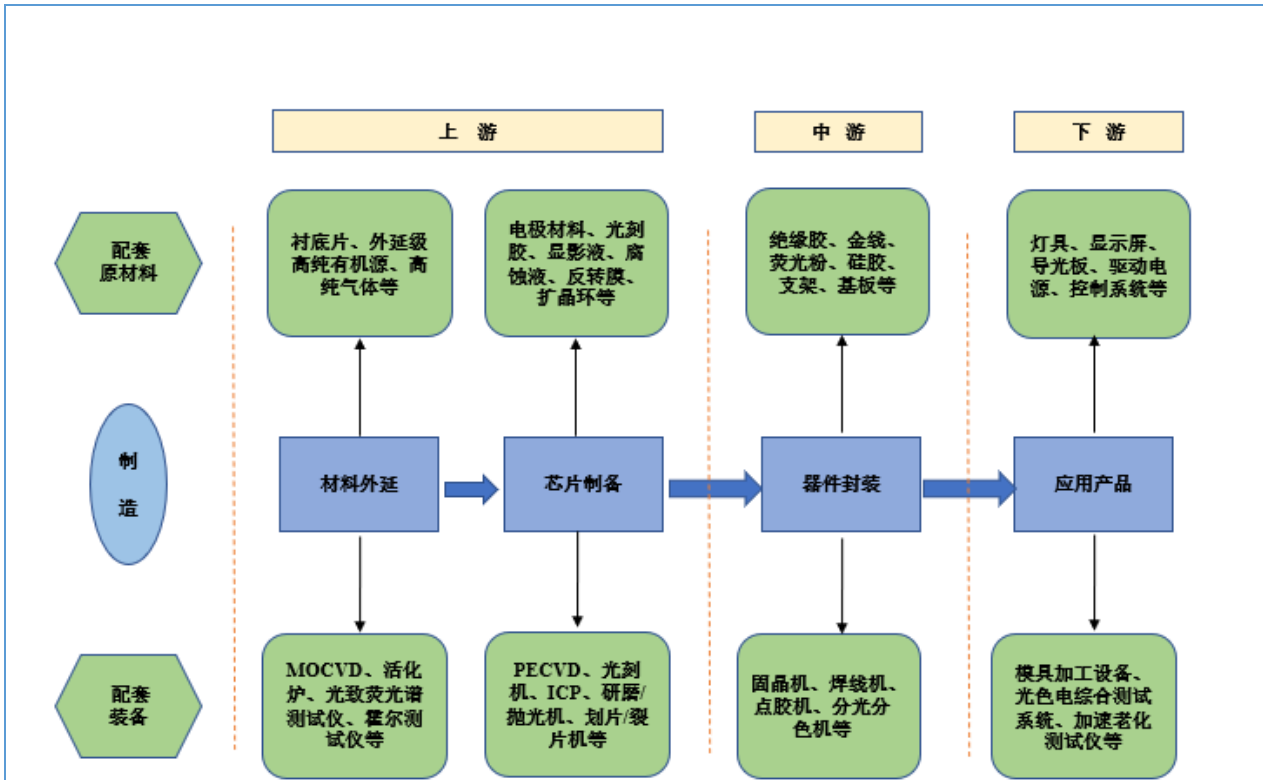 上 游
中 游
下 游
配套
原材料
衬底片、外延级
高纯有机源、高
纯气体等
电极材料、光刻
胶、显影液、腐
蚀液、反转膜、
扩晶环等
绝缘胶、金线、
荧光粉、硅胶、
支架、基板等
灯具、显示屏、
导光板、驱动电
源、控制系统等
制
造
材料外延
芯片制备
器件封装
应用产品
配套
装备
MOCVD、活化
炉、光致荧光谱
测试仪、霍尔测
试仪等
PECVD、光刻
机、ICP、研磨/
抛光机、划片/裂
片机等
固晶机、焊线机、
点胶机、分光分
色机等
模具加工设备、
光色电综合测试
系统、加速老化
测试仪等